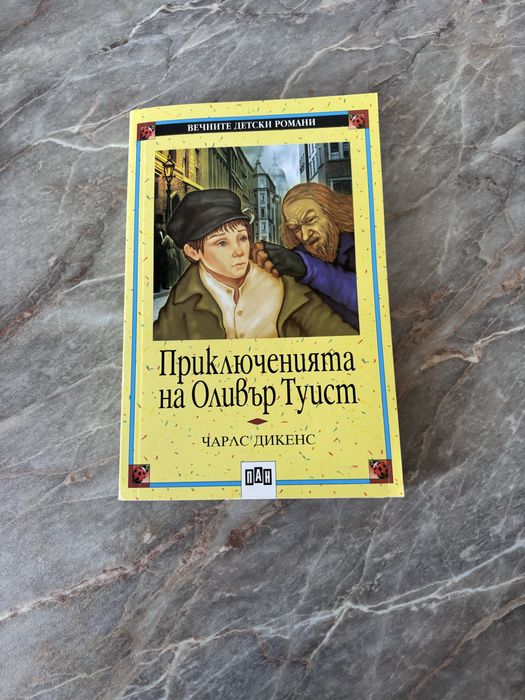 ВЕЧНИТЕ ДЕТСКИ РОМАНИ
Приключенията
на Оливър Туист
ЧАРЛС ДИКЕНС
ПАН